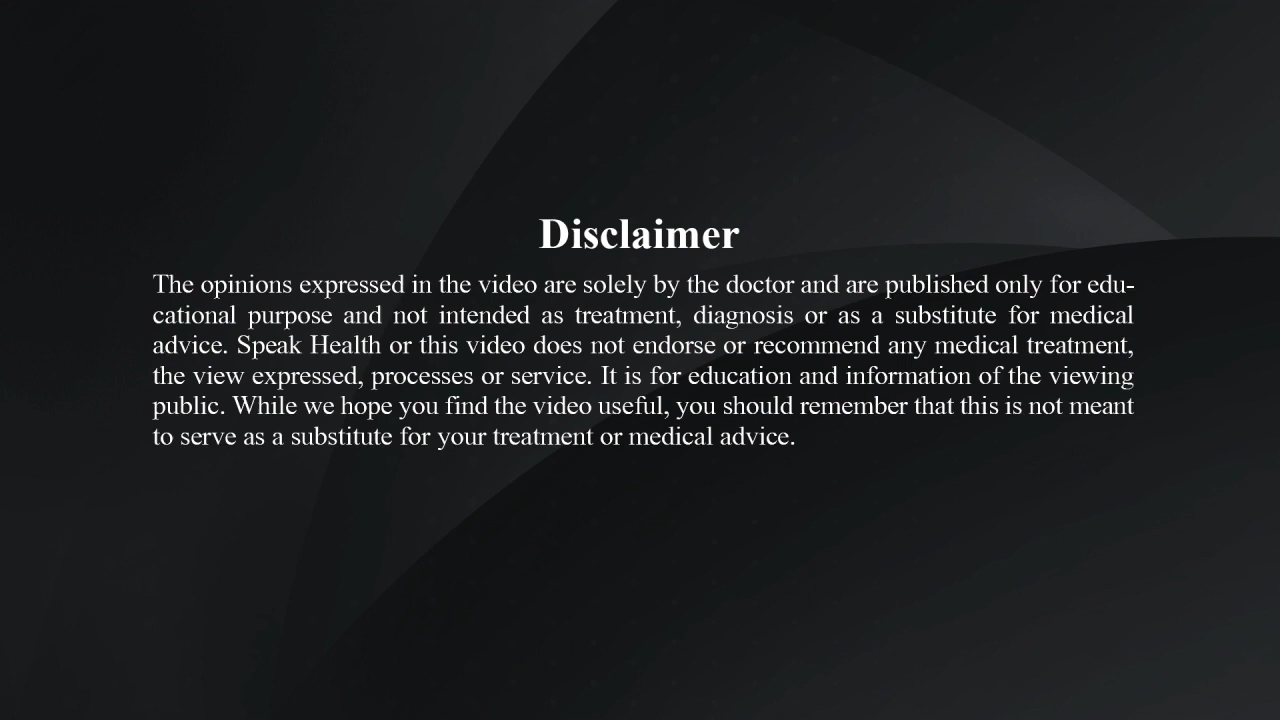 Disclaimer
The opinions expressed in the video are solely by the doctor and are published only for edu-
cational purpose and not intended as treatment, diagnosis or as a substitute for medical
advice. Speak Health or this video does not endorse or recommend any medical treatment,
the view expressed, processes or service. It is for education and information of the viewing
public. While we hope you find the video useful, you should remember that this is not meant
to serve as a substitute for your treatment or medical advice.